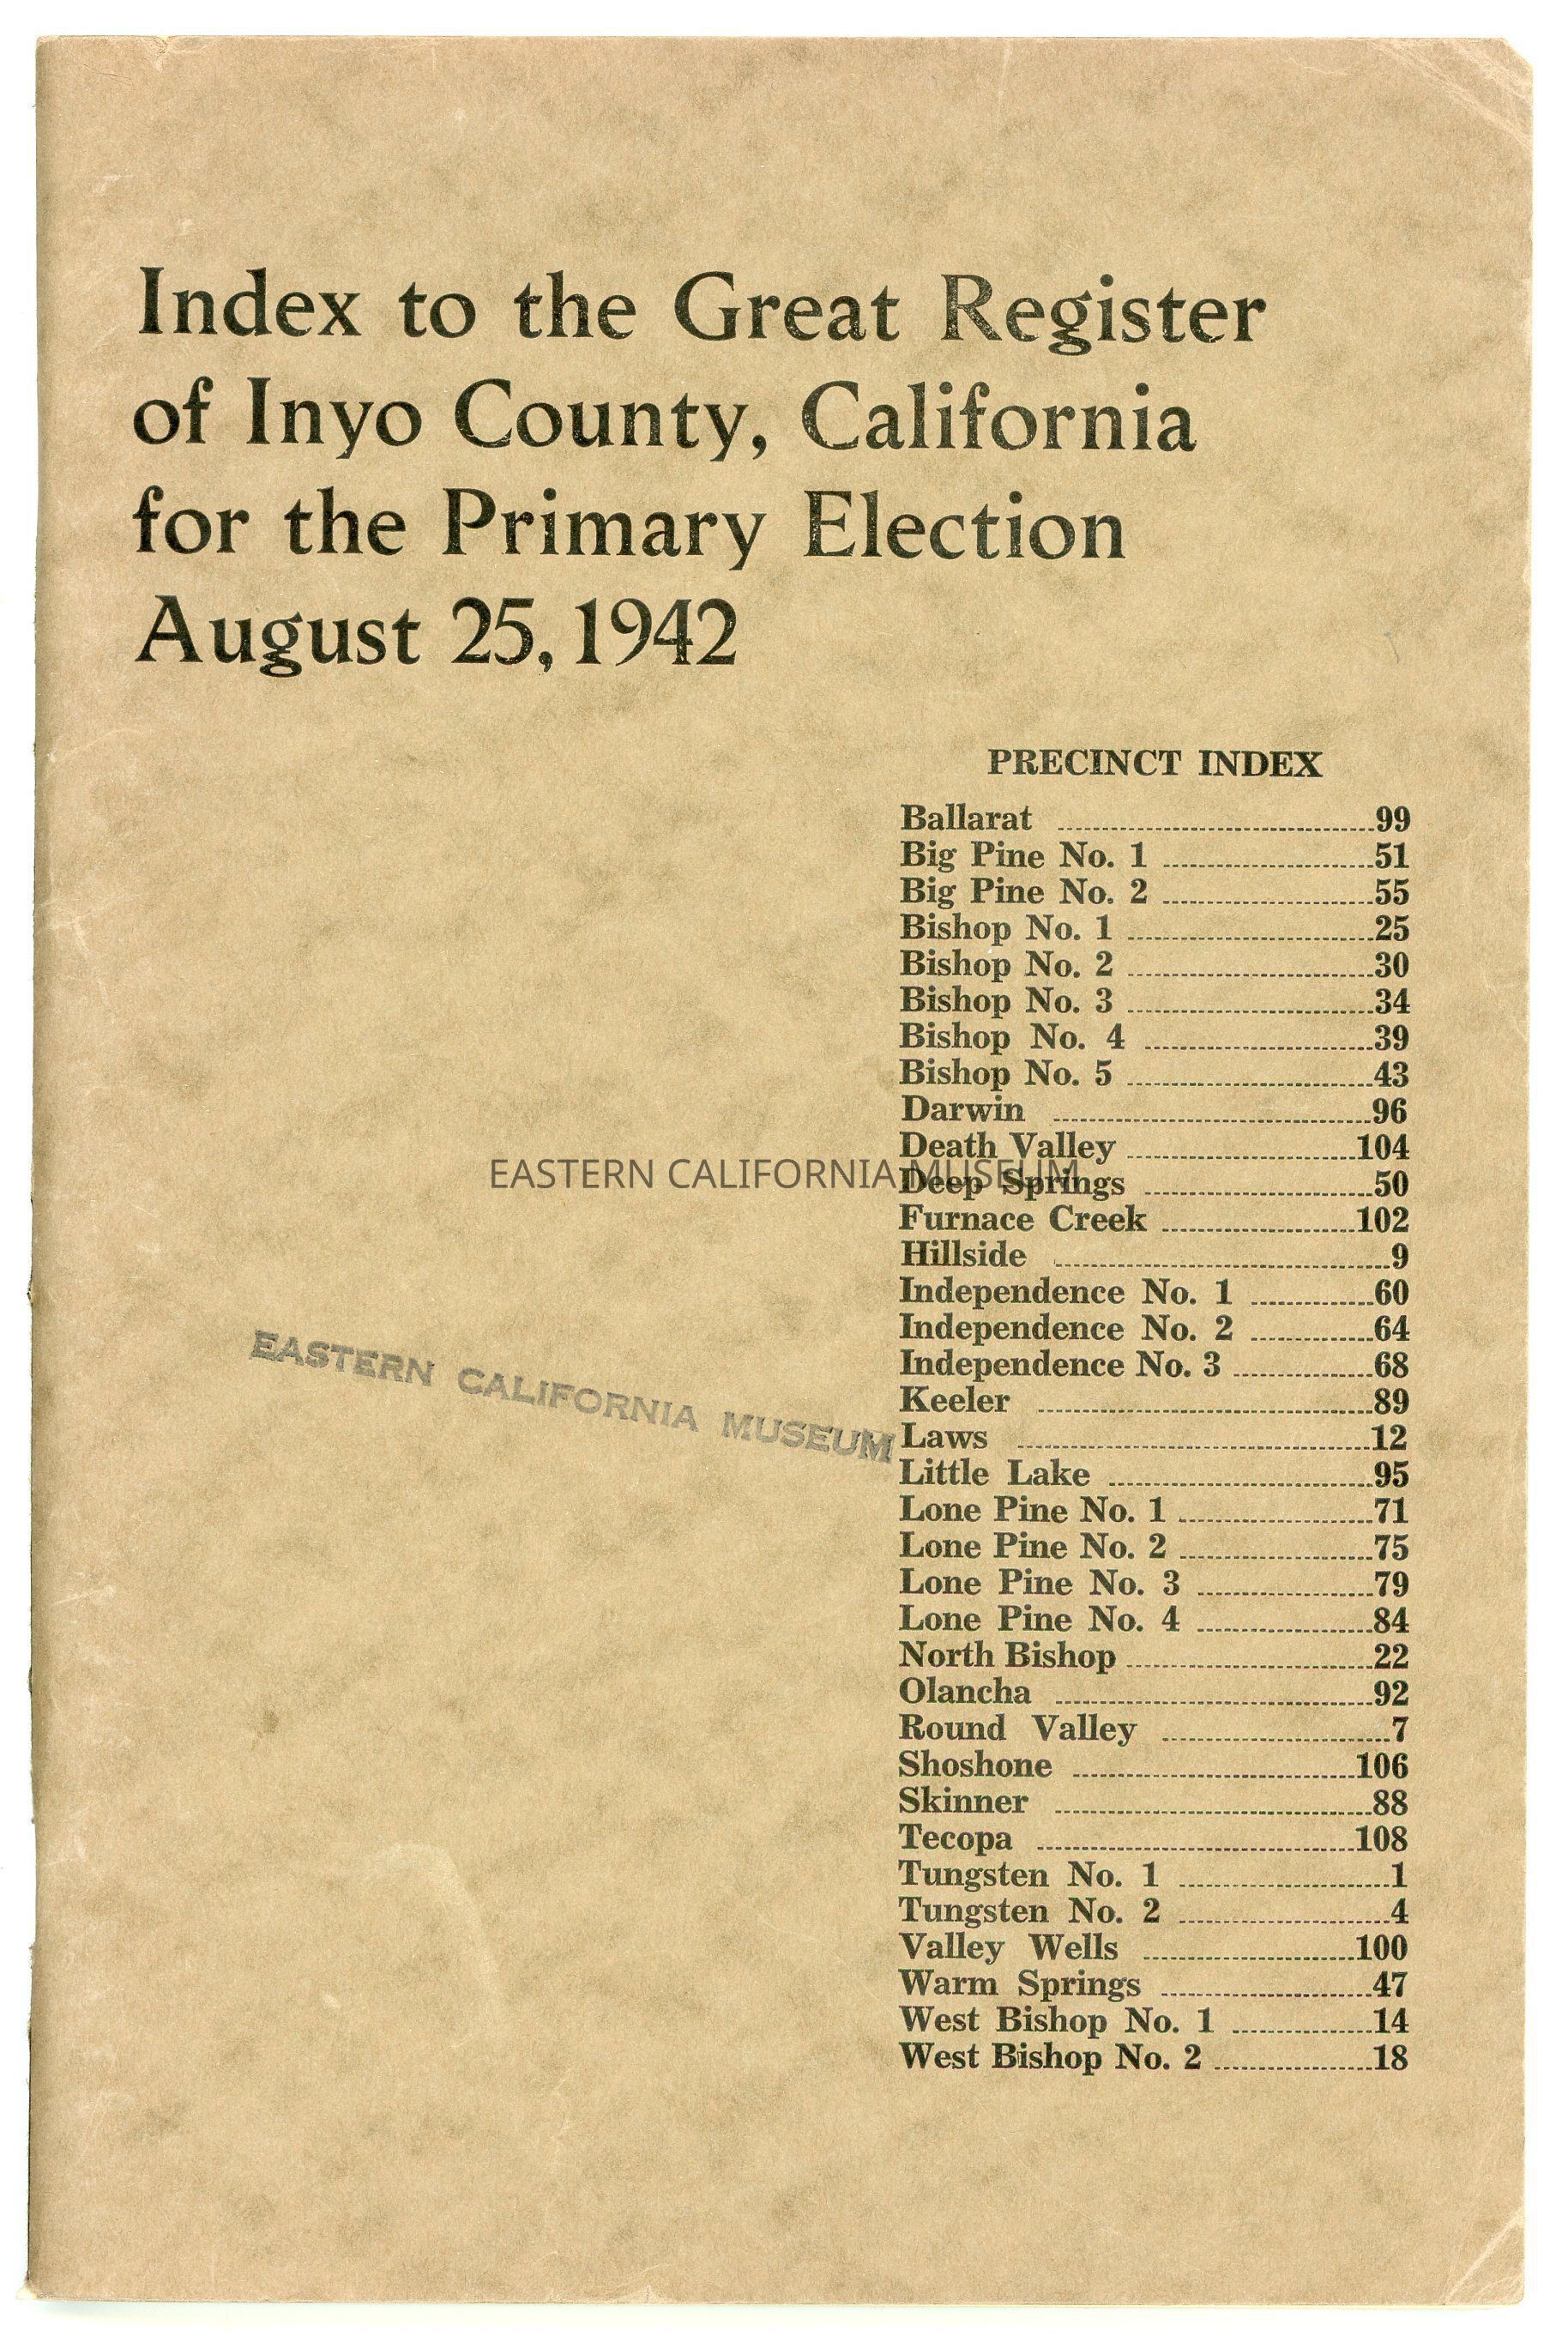 Index to the Great Register
of Inyo County, California
for the Primary Election
August 25, 1942
PRECINCT INDEX
Ballarat ........................99
Big Pine No. 1 ........................51
Big Pine No. 2 ........................55
Bishop No. 1 ........................25
Bishop No. 2 ........................30
Bishop No. 3 ........................34
Bishop No. 4 ........................39
Bishop No. 5 ........................43
Darwin ........................96
Death Valley ........................104
EASTERN CALIFORNIA MUSEUM
Deep Springs ........................50
Furnace Creek ........................102
Hillside ........................9
Independence No. 1 ........................60
Independence No. 2 ........................64
Independence No. 3 ........................68
Keeler ........................89
EASTERN CALIFORNIA MUSEUM
Laws ........................12
Little Lake ........................95
Lone Pine No. 1 ........................71
Lone Pine No. 2 ........................75
Lone Pine No. 3 ........................79
Lone Pine No. 4 ........................84
North Bishop ........................22
Olancha ........................92
Round Valley ........................7
Shoshone ........................106
Skinner ........................88
Tecopa ........................108
Tungsten No. 1 ........................1
Tungsten No. 2 ........................4
Valley Wells ........................100
Warm Springs ........................47
West Bishop No. 1 ........................14
West Bishop No. 2 ........................18